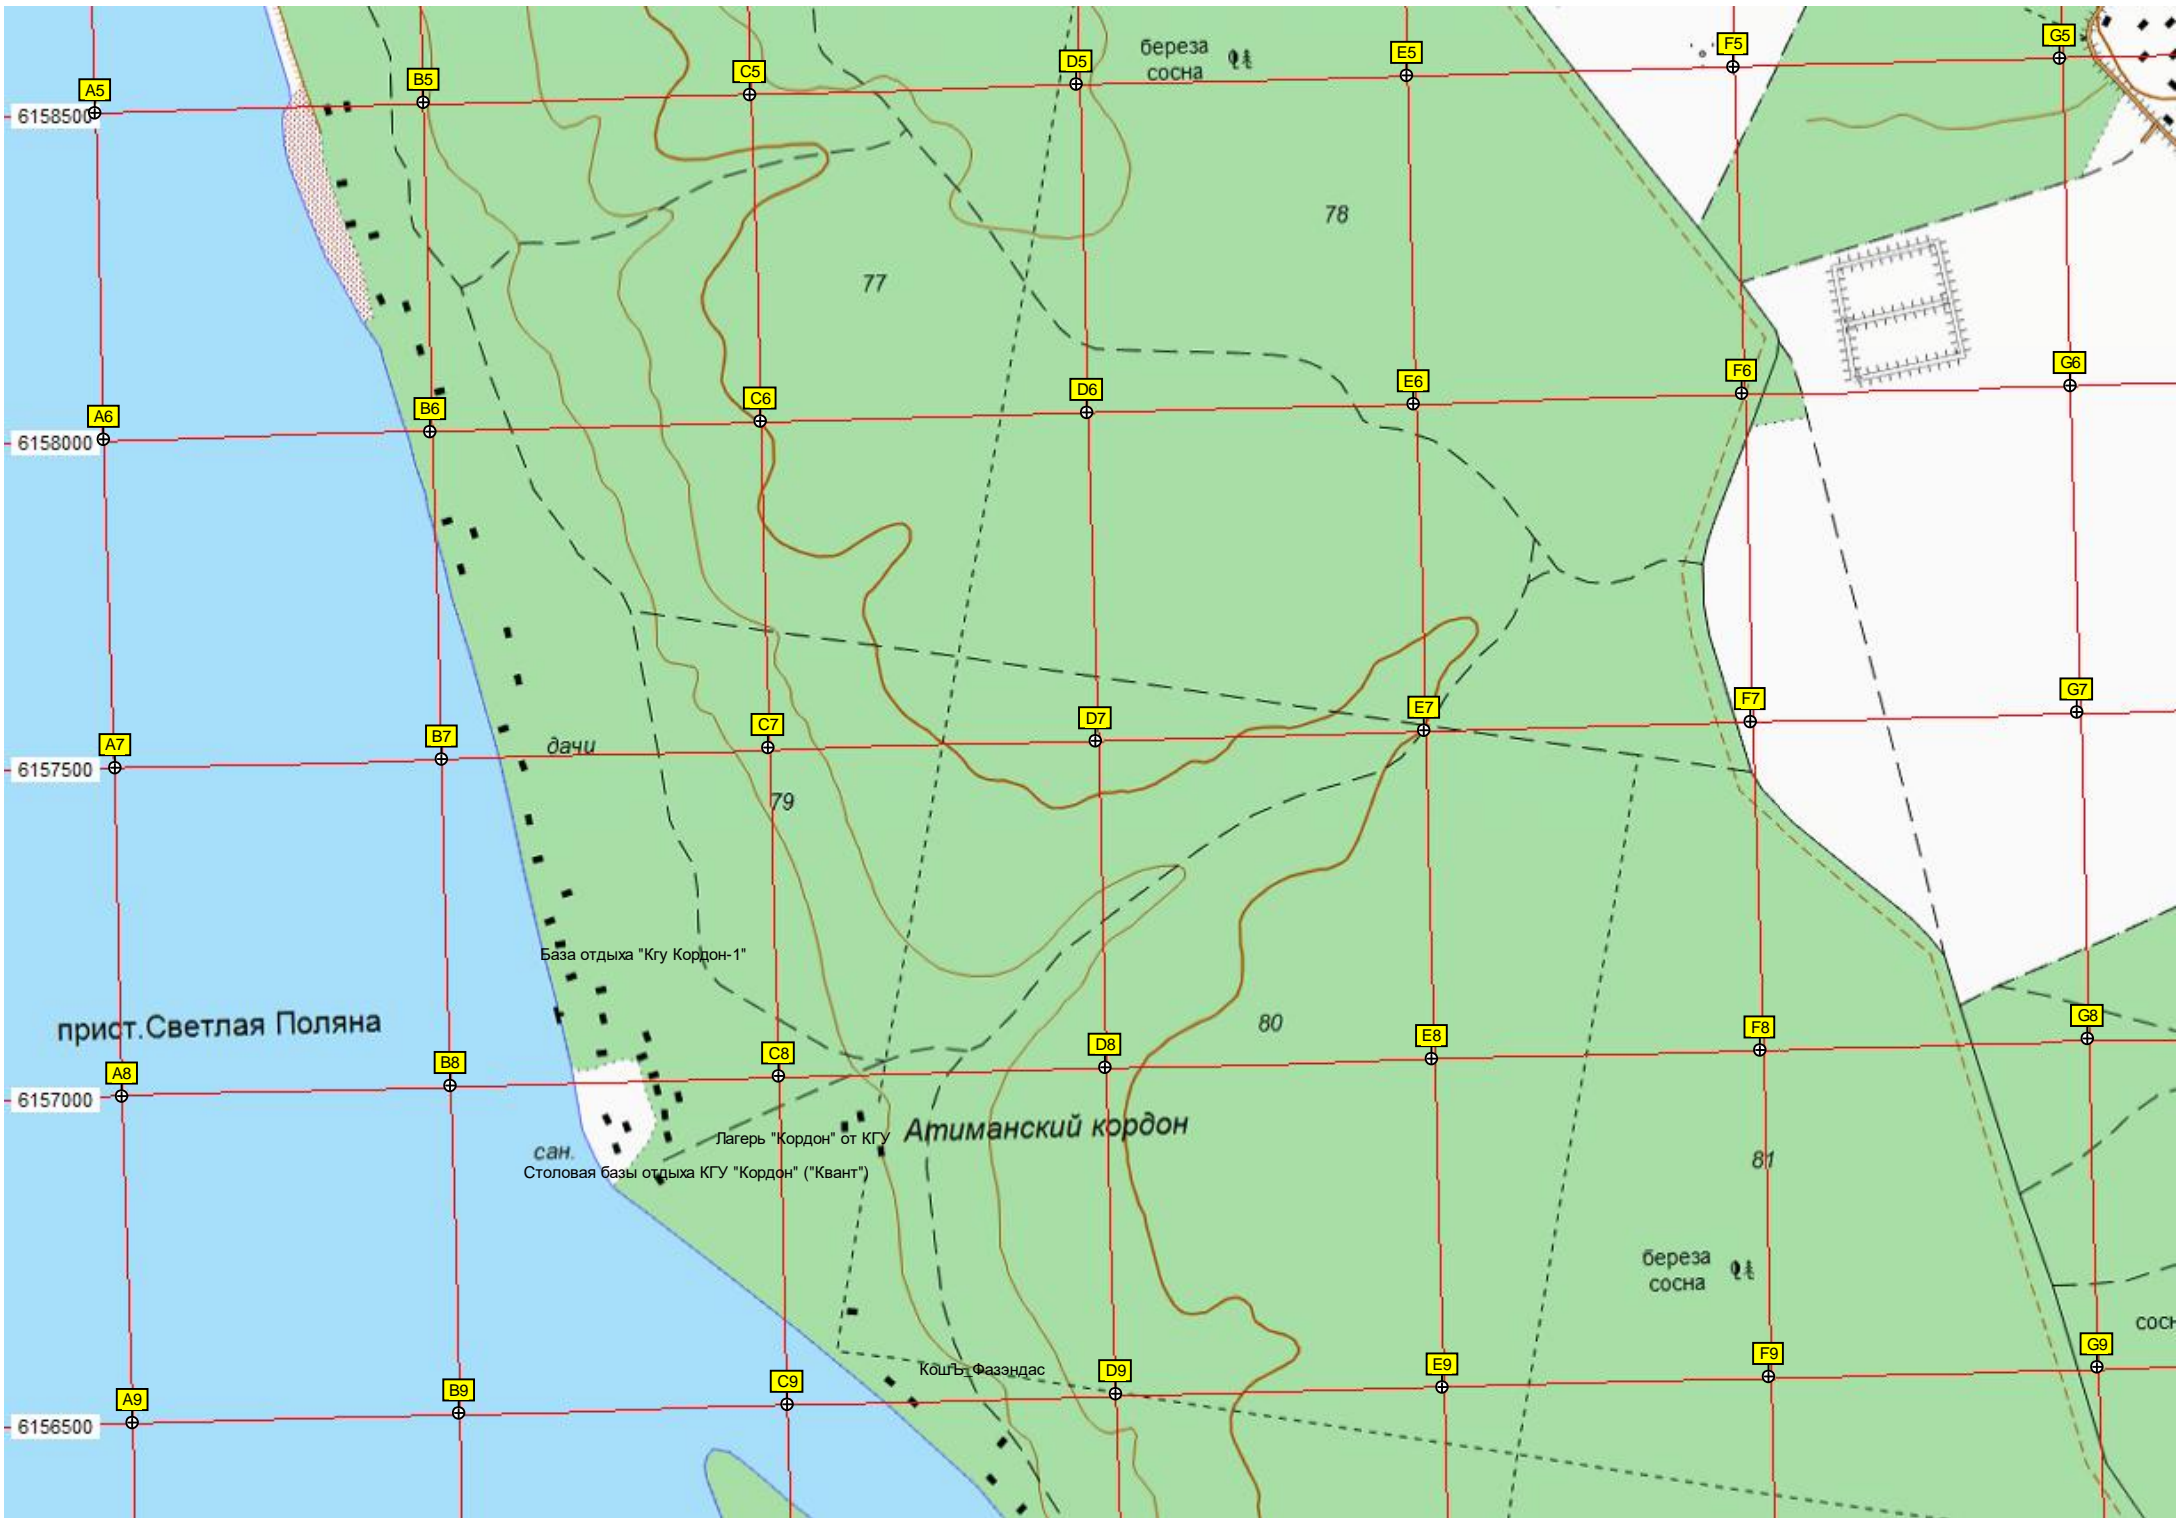 береза
сосна
A5
B5
C5
D5
E5
F5
G5
6158500
78
77
A6
B6
C6
D6
E6
F6
G6
6158000
A7
B7
C7
D7
E7
F7
G7
6157500
дачи
79
База отдыха "Кгу Кордон-1"
прист.Светлая Поляна
80
A8
B8
C8
D8
E8
F8
G8
6157000
Атиманский кордон
Лагерь "Кордон" от КГУ
сан.
Столовая базы отдыха КГУ "Кордон" ("Квант")
81
береза
сосна
сосн
КошЪ_Фазэндас
A9
B9
C9
D9
E9
F9
G9
6156500